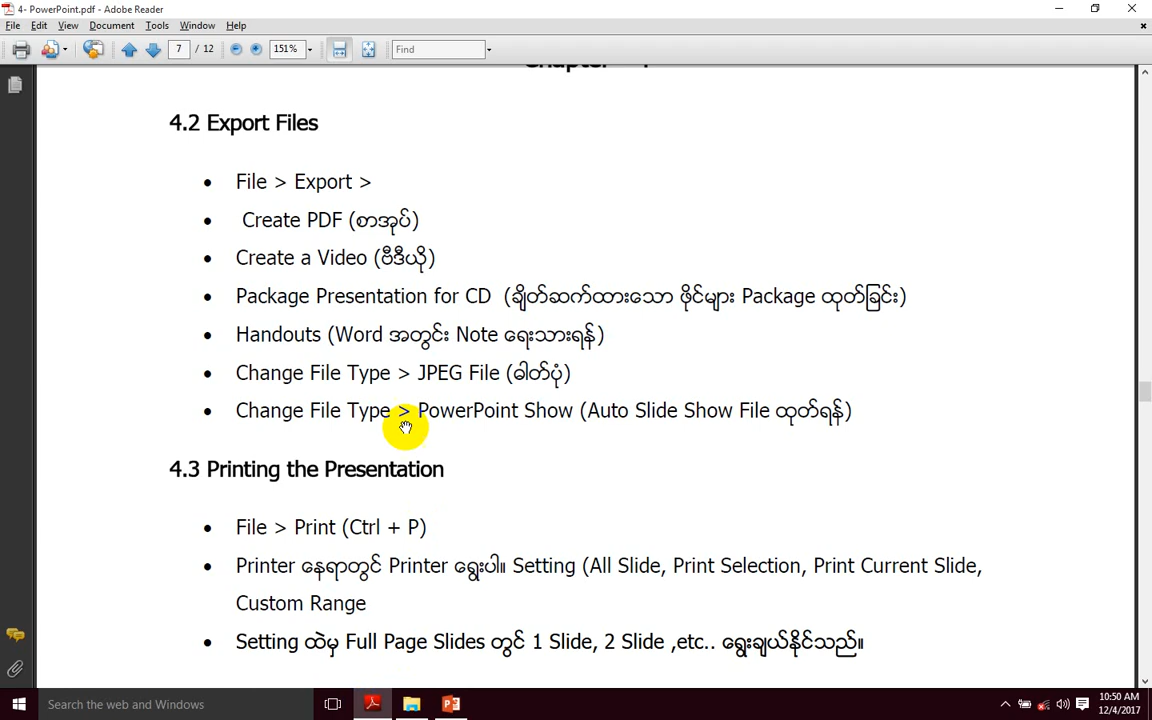 4- PowerPoint.pdf - Adobe Reader
File Edit View Document Tools Window Help
7 / 12 151% Find
4.2 Export Files
• File > Export >
• Create PDF (စာအုပ်)
• Create a Video (ဗီဒီယို)
• Package Presentation for CD (ချိတ်ဆက်ထားသော ဖိုင်များ Package ထုတ်ခြင်း)
• Handouts (Word အတွင်း Note ရေးသားရန်)
• Change File Type > JPEG File (ဓါတ်ပုံ)
• Change File Type > PowerPoint Show (Auto Slide Show File ထုတ်ရန်)
4.3 Printing the Presentation
• File > Print (Ctrl + P)
• Printer နေရာတွင် Printer ရွေးပါ။ Setting (All Slide, Print Selection, Print Current Slide,
Custom Range
• Setting ထဲမှ Full Page Slides တွင် 1 Slide, 2 Slide ,etc.. ရွေးချယ်နိုင်သည်။
Search the web and Windows
10:50 AM
12/4/2017